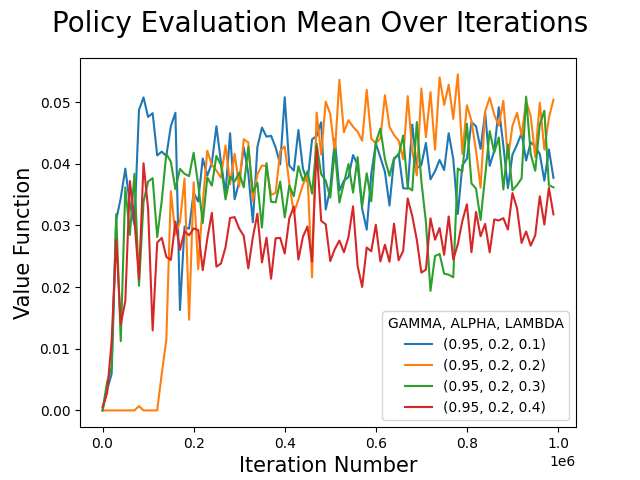 Policy Evaluation Mean Over Iterations
Value Function
0.05
0.04
0.03
0.02
0.01
0.00
GAMMA, ALPHA, LAMBDA
(0.95, 0.2, 0.1)
(0.95, 0.2, 0.2)
(0.95, 0.2, 0.3)
(0.95, 0.2, 0.4)
0.0 0.2 0.4 0.6 0.8 1.0
1e6
Iteration Number